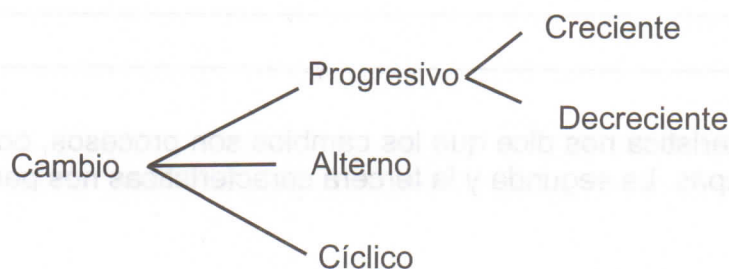 Creciente
Progresivo
Decreciente
Cambio
Alterno
Cíclico